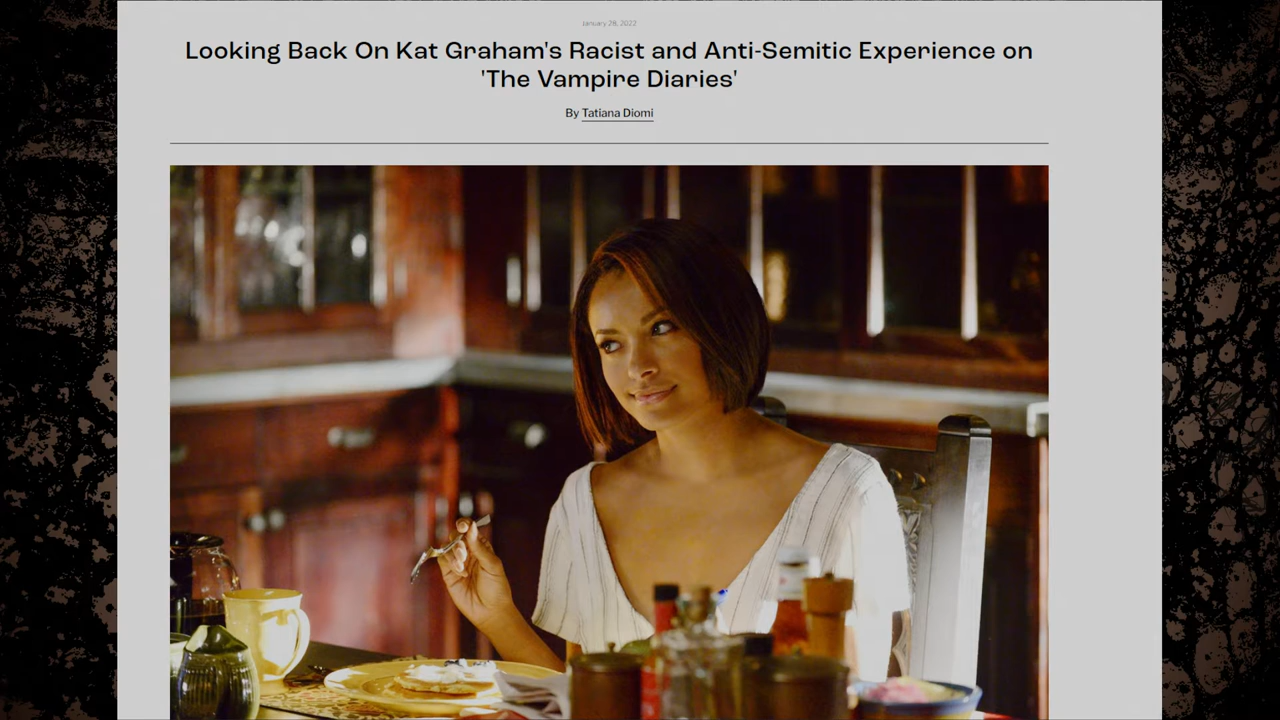 January 28, 2022
Looking Back On Kat Graham's Racist and Anti-Semitic Experience on
'The Vampire Diaries'
By Tatiana Diomi